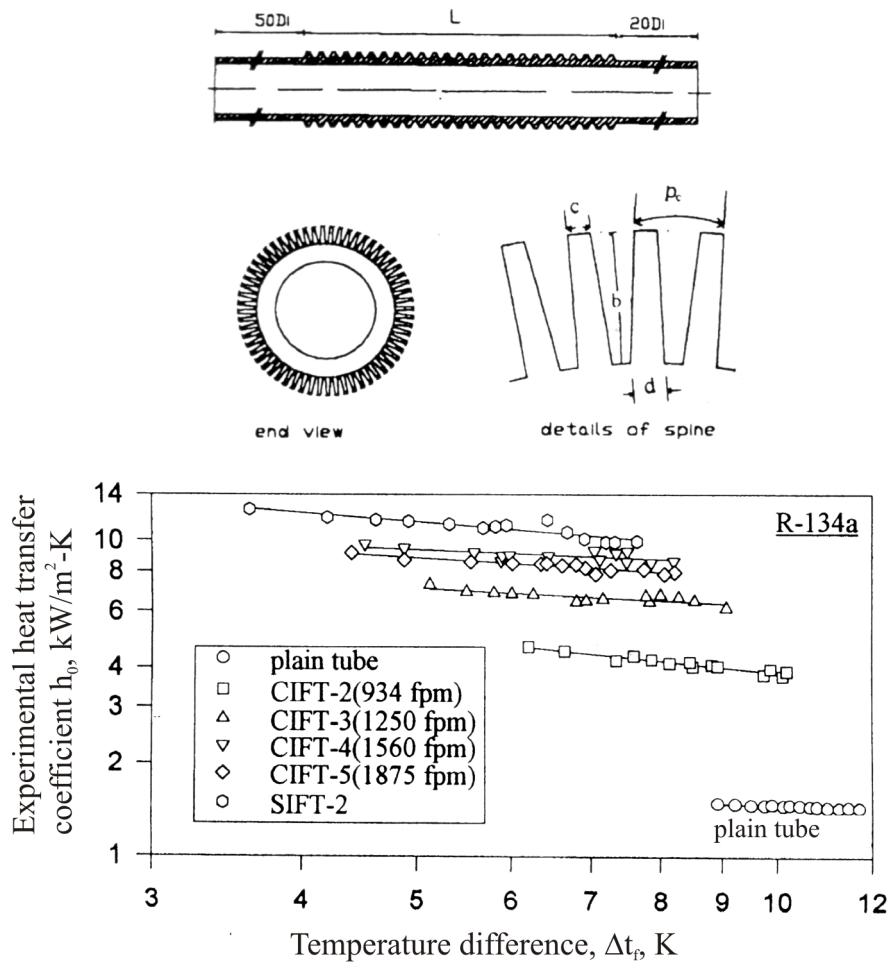 50DI L 20DI
c Pc
b
d
end view details of spine
14
10
8
6
4
3
2
1
Experimental heat transfer
coefficient h₀, kW/m²-K
R-134a
plain tube
CIFT-2(934 fpm)
CIFT-3(1250 fpm)
CIFT-4(1560 fpm)
CIFT-5(1875 fpm)
SIFT-2
plain tube
3 4 5 6 7 8 9 10 12
Temperature difference, Δt_f, K